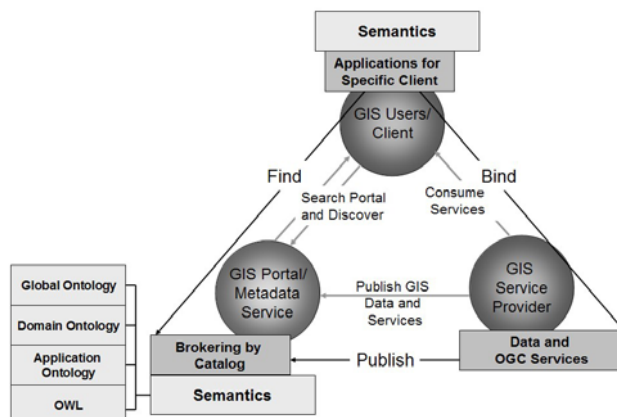 Semantics
Applications for
Specific Client
GIS Users/
Client
Find
Bind
Search Portal
and Discover
Consume
Services
GIS Portal/
Metadata
Service
Publish GIS
Data and
Services
GIS
Service
Provider
Global Ontology
Domain Ontology
Application
Ontology
OWL
Brokering by
Catalog
Semantics
Publish
Data and
OGC Services